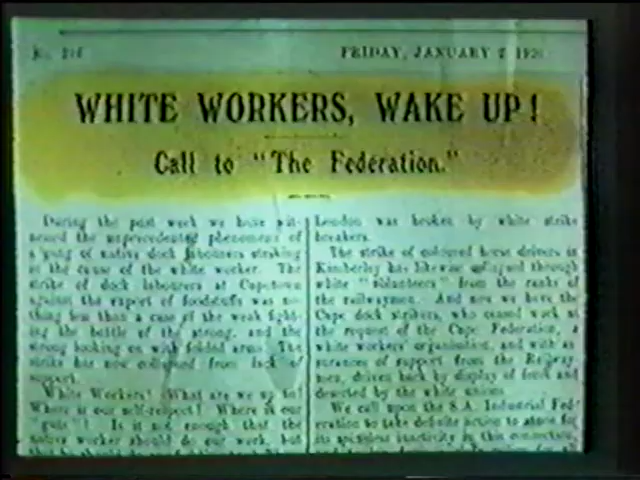 FRIDAY, JANUARY 2, 192
WHITE WORKERS, WAKE UP!
Call to "The Federation."
During the past week we have wit-
nessed the unprecedented phenomenon of
a gang of native dock labourers striking
in the cause of the white worker. The
strike of dock labourers at Capetown
against the export of foodstuffs was no-
thing less than a case of the weak fight-
ing the battle of the strong, and the
strong looking on with folded arms. The
strike has now collapsed from lack of
support.
White Workers! What are we up to?
Where is our self-respect? Where is our
"guts"? Is it not enough that the
native worker should do our work, but
London was broken by white strike
breakers.
The strike of coloured horse drivers in
Kimberley has likewise collapsed through
white "volunteers" from the ranks of
the railwaymen. And now we have the
Cape dock strikers, who ceased work at
the request of the Cape Federation, a
white workers' organisation, and with as-
surances of support from the Railway-
men, driven back by display of force and
deserted by the white unions.
We call upon the S.A. Industrial Fed-
eration to take definite action to atone for
its inactivity in this connection,